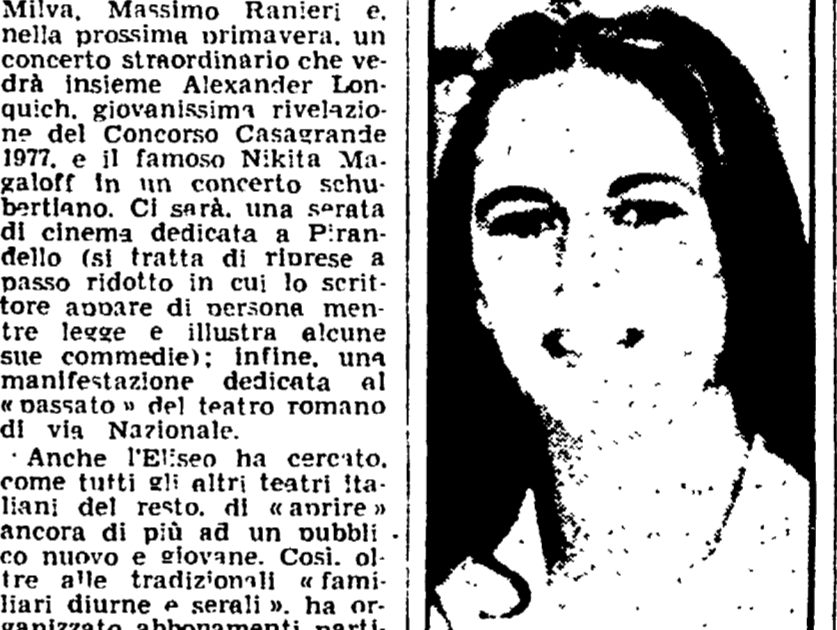 Milva, Massimo Ranieri e,
nella prossima primavera, un
concerto straordinario che ve-
drà insieme Alexander Lon-
quich, giovanissima rivelazio-
ne del Concorso Casagrande
1977, e il famoso Nikita Ma-
galoff in un concerto schu-
bertiano. Ci sarà, una serata
di cinema dedicata a Piran-
dello (si tratta di riprese a
passo ridotto in cui lo scrit-
tore appare di persona men-
tre legge e illustra alcune
sue commedie); infine, una
manifestazione dedicata al
« passato » del teatro romano
di via Nazionale.
Anche l'Eliseo ha cercato,
come tutti gli altri teatri ita-
liani del resto, di « aprire »
ancora di più ad un pubbli
co nuovo e giovane. Così, ol-
tre alle tradizionali « fami-
liari diurne e serali », ha or-
ganizzato abbonamenti parti-